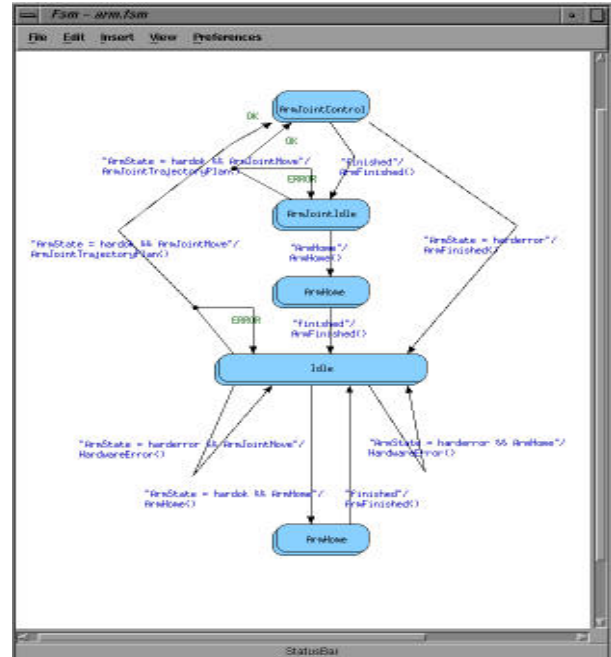 Fsm - arm.fsm
File Edit Insert View Preferences
ArmJointControl
OK
OK
"ArmState = hardok && ArmJointMove"/
ArmJointTrajectoryPlan()
"finished"/
ArmFinished()
ERROR
ArmJointIdle
"ArmState = hardok && ArmJointMove"/
ArmJointTrajectoryPlan()
"ArmHome"/
ArmHome()
"ArmState = harderror"/
ArmFinished()
ArmHome
ERROR
"finished"/
ArmFinished()
Idle
"ArmState = harderror && ArmJointMove"/
HardwareError()
"ArmState = harderror && ArmHome"/
HardwareError()
"ArmState = hardok && ArmHome"/
ArmHome()
"finished"/
ArmFinished()
ArmHome
StatusBar